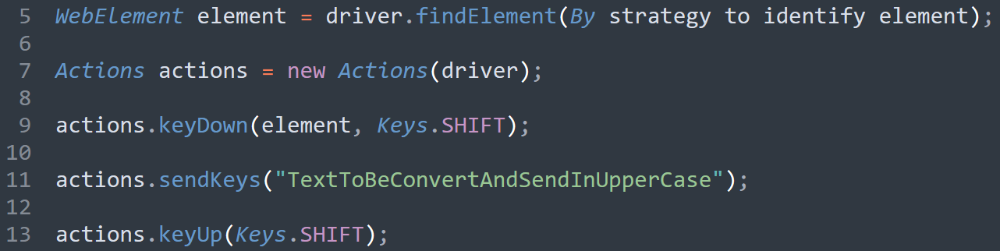 5 WebElement element = driver.findElement(By strategy to identify element);
6
7 Actions actions = new Actions(driver);
8
9 actions.keyDown(element, Keys.SHIFT);
10
11 actions.sendKeys("TextToBeConvertAndSendInUpperCase");
12
13 actions.keyUp(Keys.SHIFT);